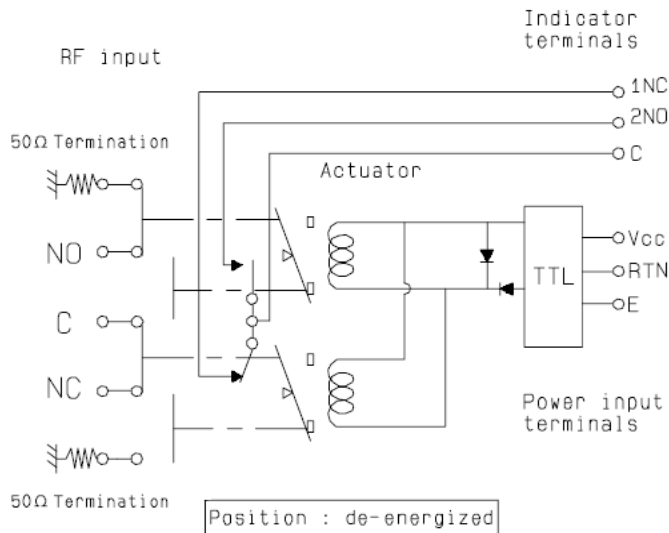 Indicator
terminals
RF input
1NC
2NO
C
50Ω Termination
Actuator
NO
C
NC
TTL
Vcc
RTN
E
Power input
terminals
50Ω Termination
Position : de-energized